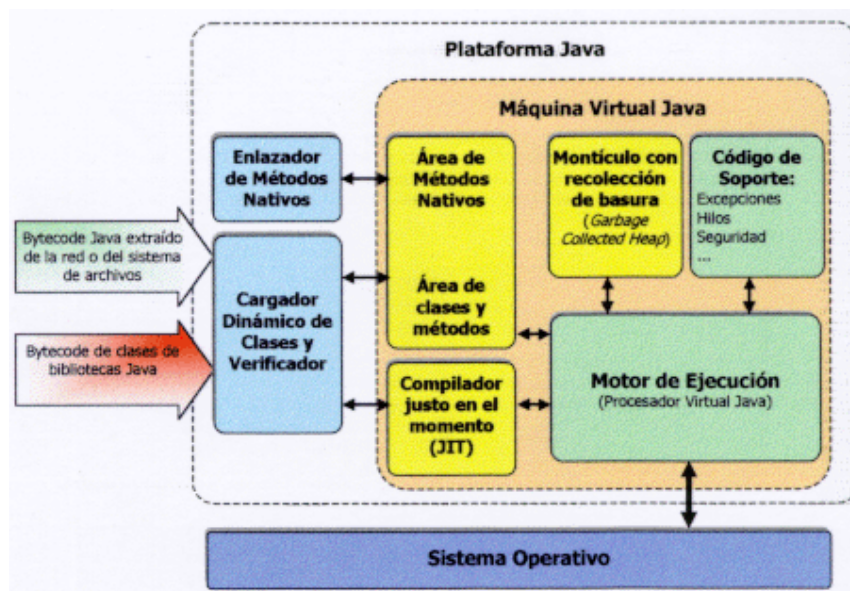 Plataforma Java
Máquina Virtual Java
Enlazador
de Métodos
Nativos
Área de
Métodos
Nativos
Montículo con
recolección
de basura
(Garbage
Collected Heap)
Código de
Soporte:
Excepciones
Hilos
Seguridad
...
Bytecode Java extraído
de la red o del sistema
de archivos
Cargador
Dinámico de
Clases y
Verificador
Área de
clases y
métodos
Bytecode de clases de
bibliotecas Java
Compilador
justo en el
momento
(JIT)
Motor de Ejecución
(Procesador Virtual Java)
Sistema Operativo